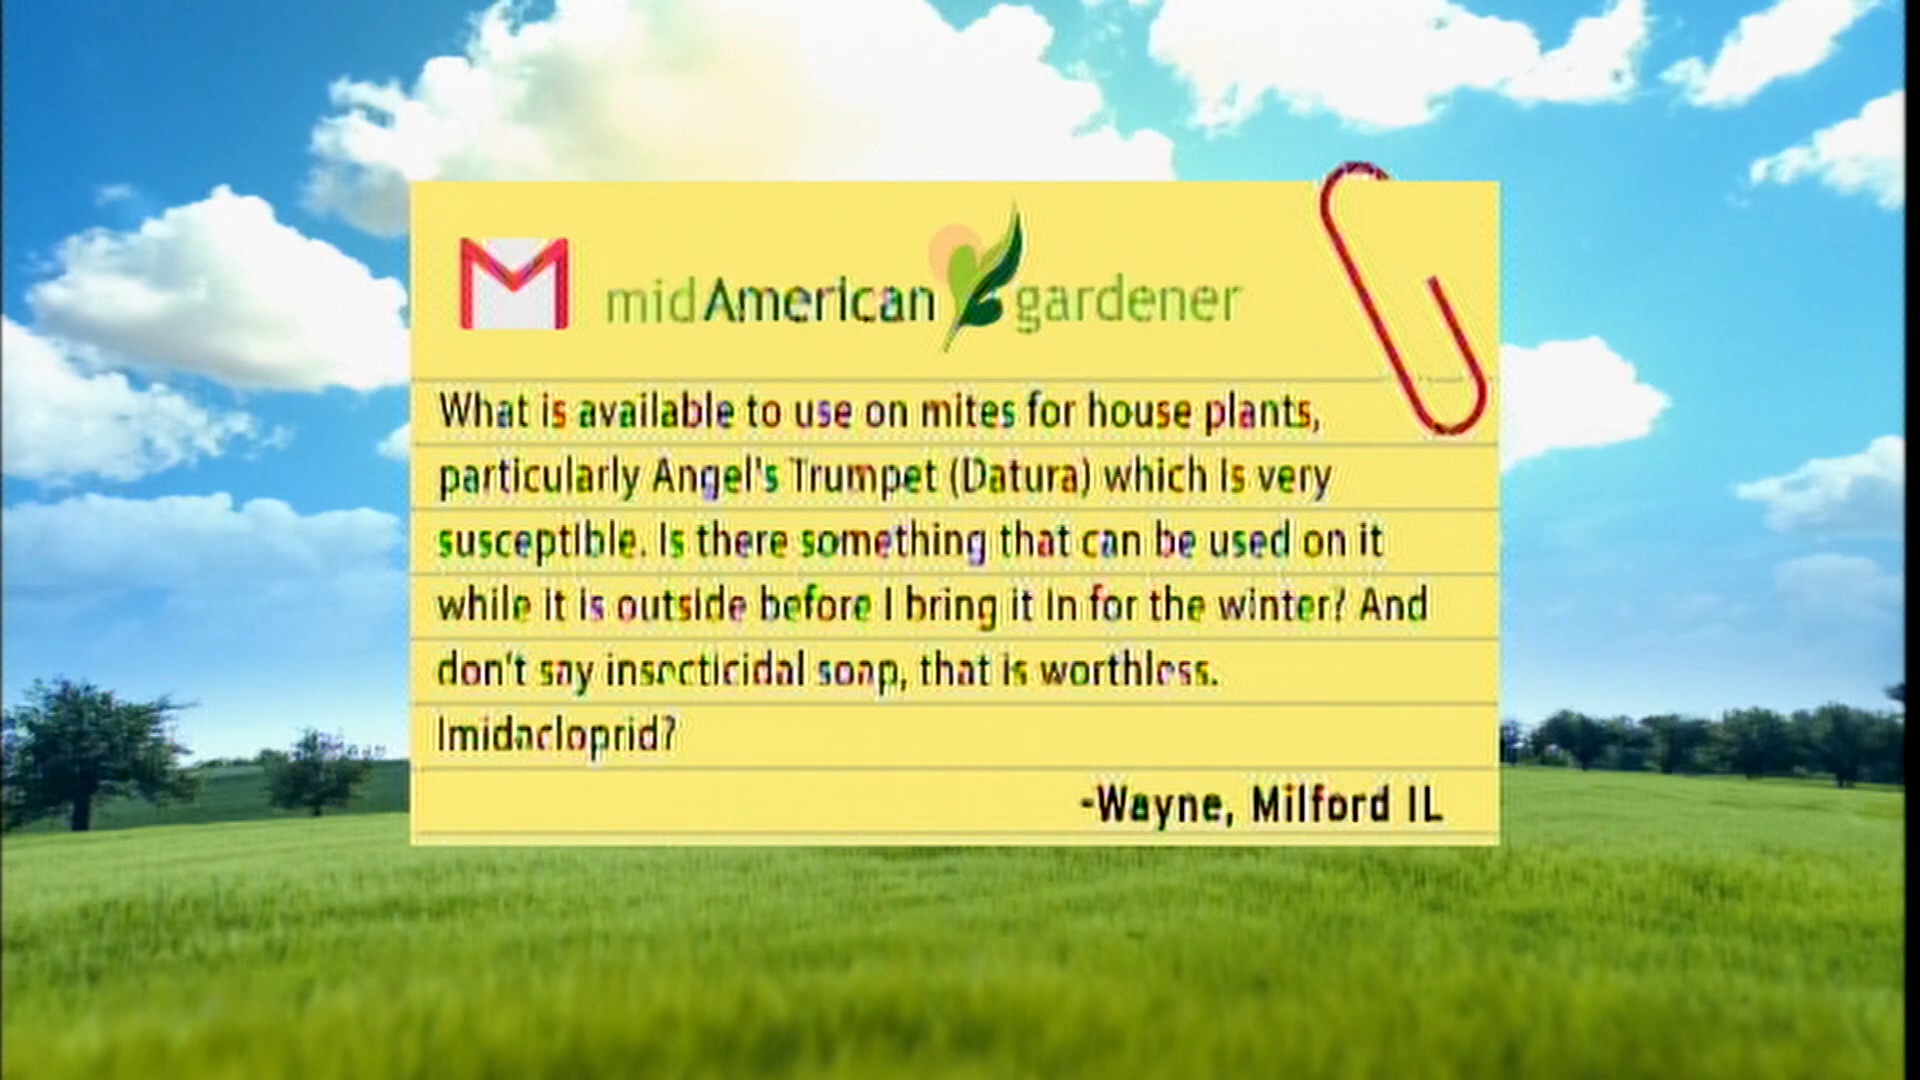 midAmerican gardener
What is available to use on mites for house plants,
particularly Angel's Trumpet (Datura) which is very
susceptible. Is there something that can be used on it
while it is outside before I bring it in for the winter? And
don't say insecticidal soap, that is worthless.
Imidacloprid?
-Wayne, Milford IL